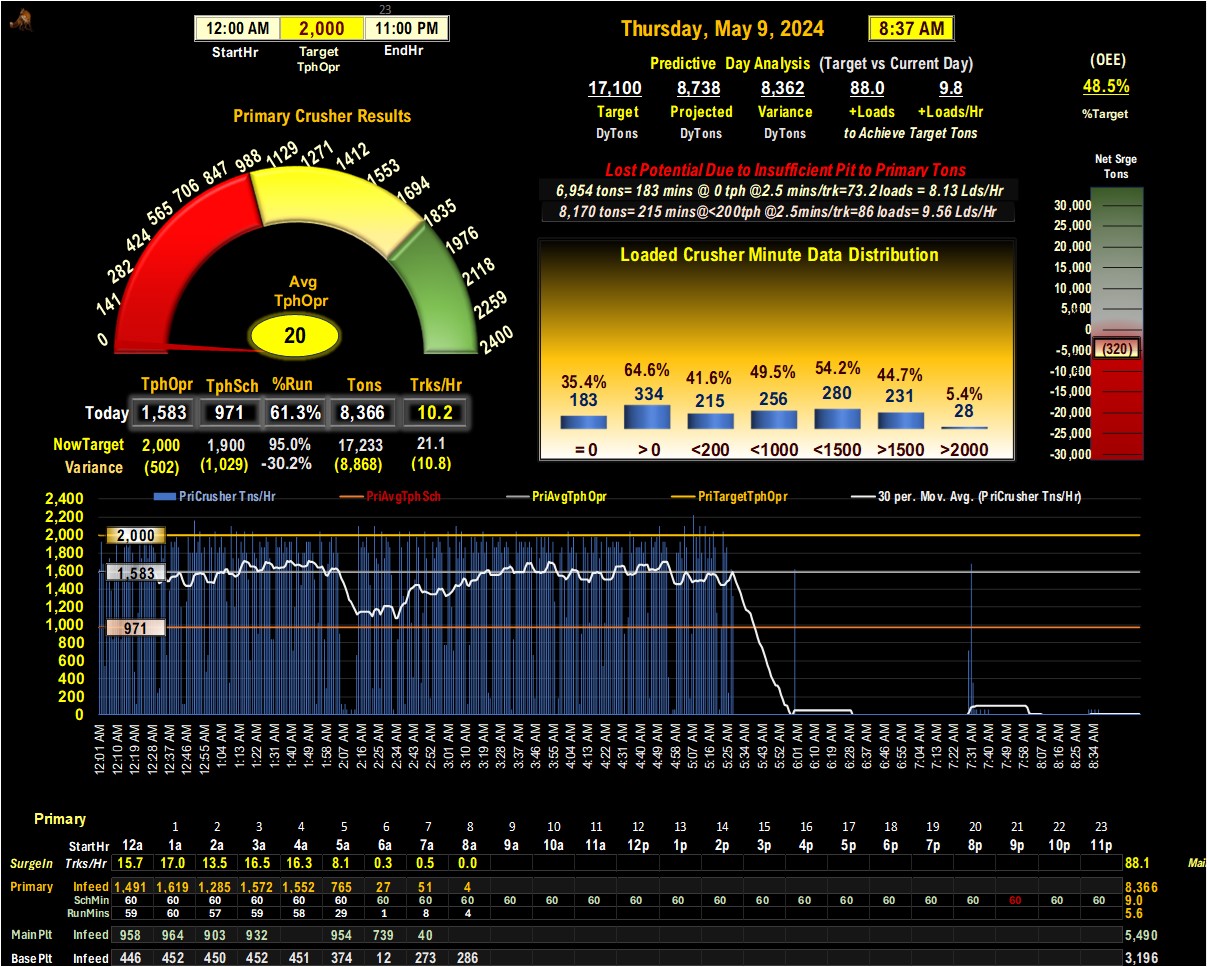 23
12:00 AM 2,000 11:00 PM
StartHr Target TphOpr EndHr
Thursday, May 9, 2024 8:37 AM
Predictive Day Analysis (Target vs Current Day)
17,100 8,738 8,362 88.0 9.8
Target Projected Variance +Loads +Loads/Hr
DyTons DyTons DyTons to Achieve Target Tons
(OEE)
48.5%
%Target
Primary Crusher Results
0 141 282 424 565 706 847 988 1129 1271 1412 1553 1694 1835 1976 2118 2259 2400
Avg
TphOpr
20
Lost Potential Due to Insufficient Pit to Primary Tons
6,954 tons= 183 mins @ 0 tph @2.5 mins/trk=73.2 loads = 8.13 Lds/Hr
8,170 tons= 215 mins@<200tph @2.5mins/trk=86 loads= 9.56 Lds/Hr
Loaded Crusher Minute Data Distribution
35.4% 64.6% 41.6% 49.5% 54.2% 44.7% 5.4%
183 334 215 256 280 231 28
= 0 > 0 <200 <1000 <1500 >1500 >2000
Net Srge
Tons
30,000
25,000
20,000
15,000
10,000
5,000
0
-5,000
(320)
-10,000
-15,000
-20,000
-25,000
-30,000
TphOpr TphSch %Run Tons Trks/Hr
Today 1,583 971 61.3% 8,366 10.2
NowTarget 2,000 1,900 95.0% 17,233 21.1
Variance (502) (1,029) -30.2% (8,868) (10.8)
PriCrusher Tns/Hr PriAvgTphSch PriAvgTphOpr PriTargetTphOpr 30 per. Mov. Avg. (PriCrusher Tns/Hr)
2,400
2,200
2,000 2,000
1,800
1,600 1,583
1,400
1,200
1,000 971
800
600
400
200
0
12:01 AM 12:10 AM 12:19 AM 12:28 AM 12:37 AM 12:46 AM 12:55 AM 1:04 AM 1:13 AM 1:22 AM 1:31 AM 1:40 AM 1:49 AM 1:58 AM 2:07 AM 2:16 AM 2:25 AM 2:34 AM 2:43 AM 2:52 AM 3:01 AM 3:10 AM 3:19 AM 3:28 AM 3:37 AM 3:46 AM 3:55 AM 4:04 AM 4:13 AM 4:22 AM 4:31 AM 4:40 AM 4:49 AM 4:58 AM 5:07 AM 5:16 AM 5:25 AM 5:34 AM 5:43 AM 5:52 AM 6:01 AM 6:10 AM 6:19 AM 6:28 AM 6:37 AM 6:46 AM 6:55 AM 7:04 AM 7:13 AM 7:22 AM 7:31 AM 7:40 AM 7:49 AM 7:58 AM 8:07 AM 8:16 AM 8:25 AM 8:34 AM
Primary
1 2 3 4 5 6 7 8 9 10 11 12 13 14 15 16 17 18 19 20 21 22 23
StartHr 12a 1a 2a 3a 4a 5a 6a 7a 8a 9a 10a 11a 12p 1p 2p 3p 4p 5p 6p 7p 8p 9p 10p 11p
SurgeIn Trks/Hr 15.7 17.0 13.5 16.5 16.3 8.1 0.3 0.5 0.0 88.1
Primary Infeed 1,491 1,619 1,285 1,572 1,552 765 27 51 4 8,366
SchMin 60 60 60 60 60 60 60 60 60 60 60 60 60 60 60 60 60 60 60 60 60 60 60 60 9.0
RunMins 59 60 57 59 58 29 1 8 4 5.6
MainPlt Infeed 958 964 903 932 954 739 40 5,490
BasePlt Infeed 446 452 450 452 451 374 12 273 286 3,196